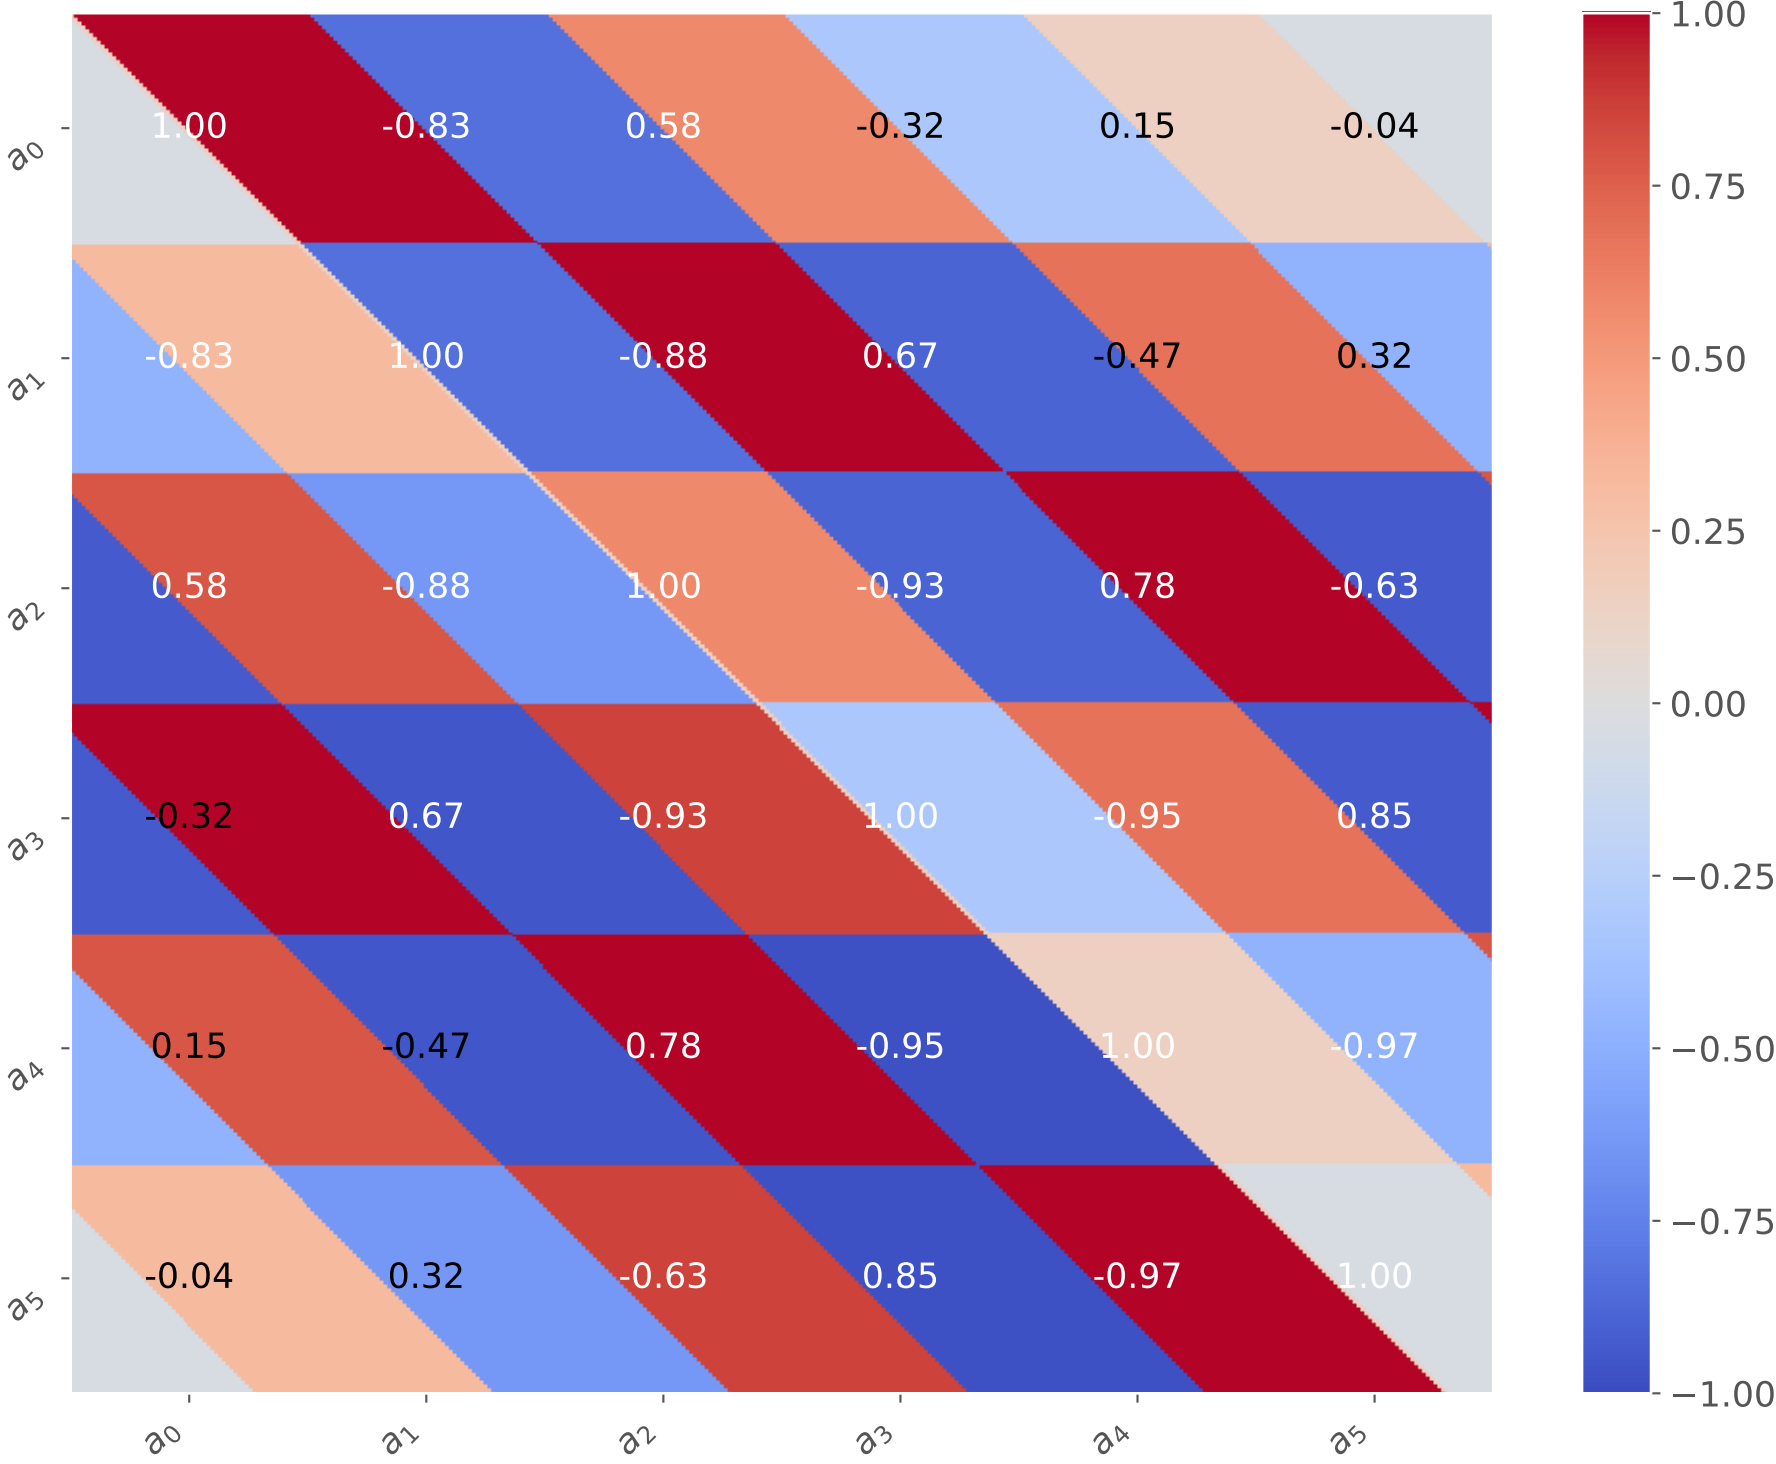 1.00
a0 1.00 -0.83 0.58 -0.32 0.15 -0.04
0.75
a1 -0.83 1.00 -0.88 0.67 -0.47 0.32
0.50
0.25
a2 0.58 -0.88 1.00 -0.93 0.78 -0.63
0.00
a3 -0.32 0.67 -0.93 1.00 -0.95 0.85
−0.25
a4 0.15 -0.47 0.78 -0.95 1.00 -0.97
−0.50
−0.75
a5 -0.04 0.32 -0.63 0.85 -0.97 1.00
−1.00
a0 a1 a2 a3 a4 a5